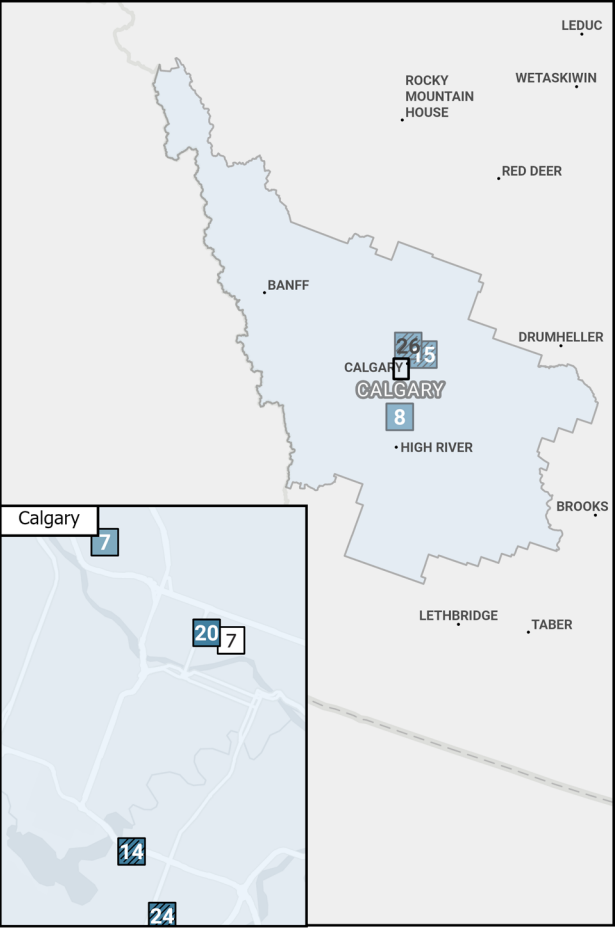 LEDUC
WETASKIWIN
ROCKY
MOUNTAIN
HOUSE
RED DEER
BANFF
DRUMHELLER
26
15
CALGARY
CALGARY
8
HIGH RIVER
BROOKS
Calgary
7
LETHBRIDGE
TABER
20
7
14
24